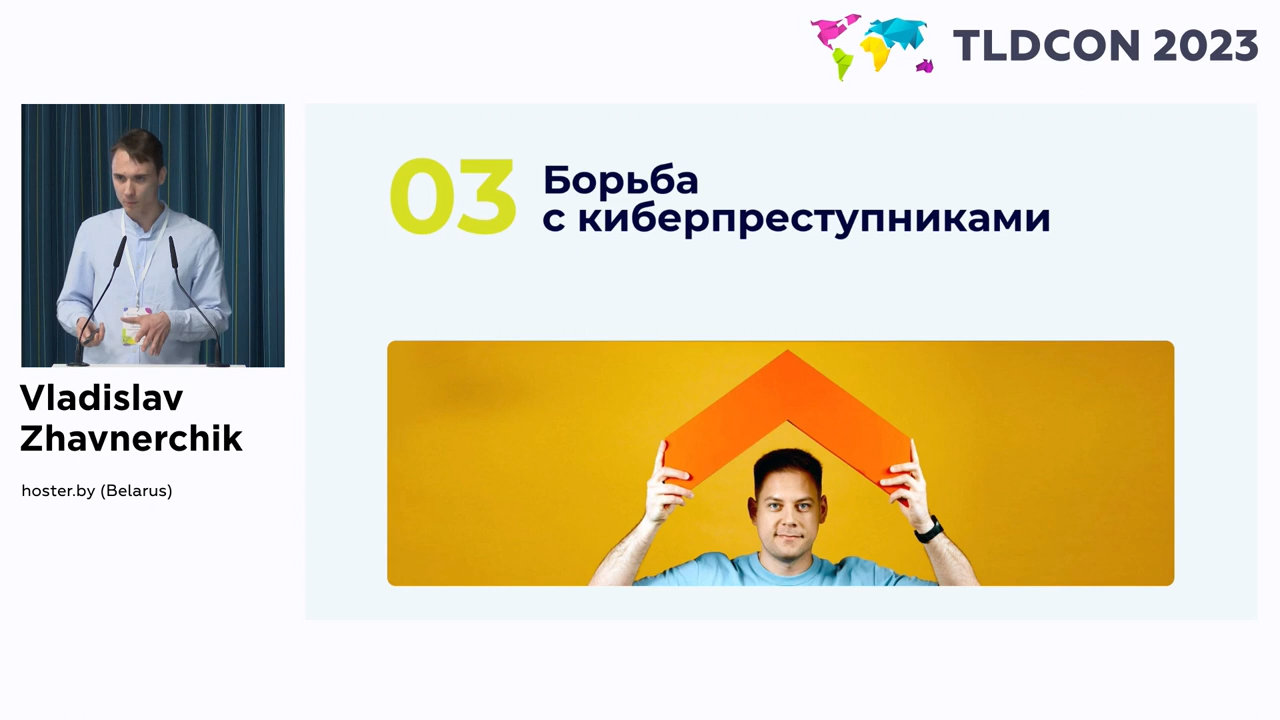 TLDCON 2023
03
Борьба
с киберпреступниками
Vladislav
Zhavnerchik
hoster.by (Belarus)